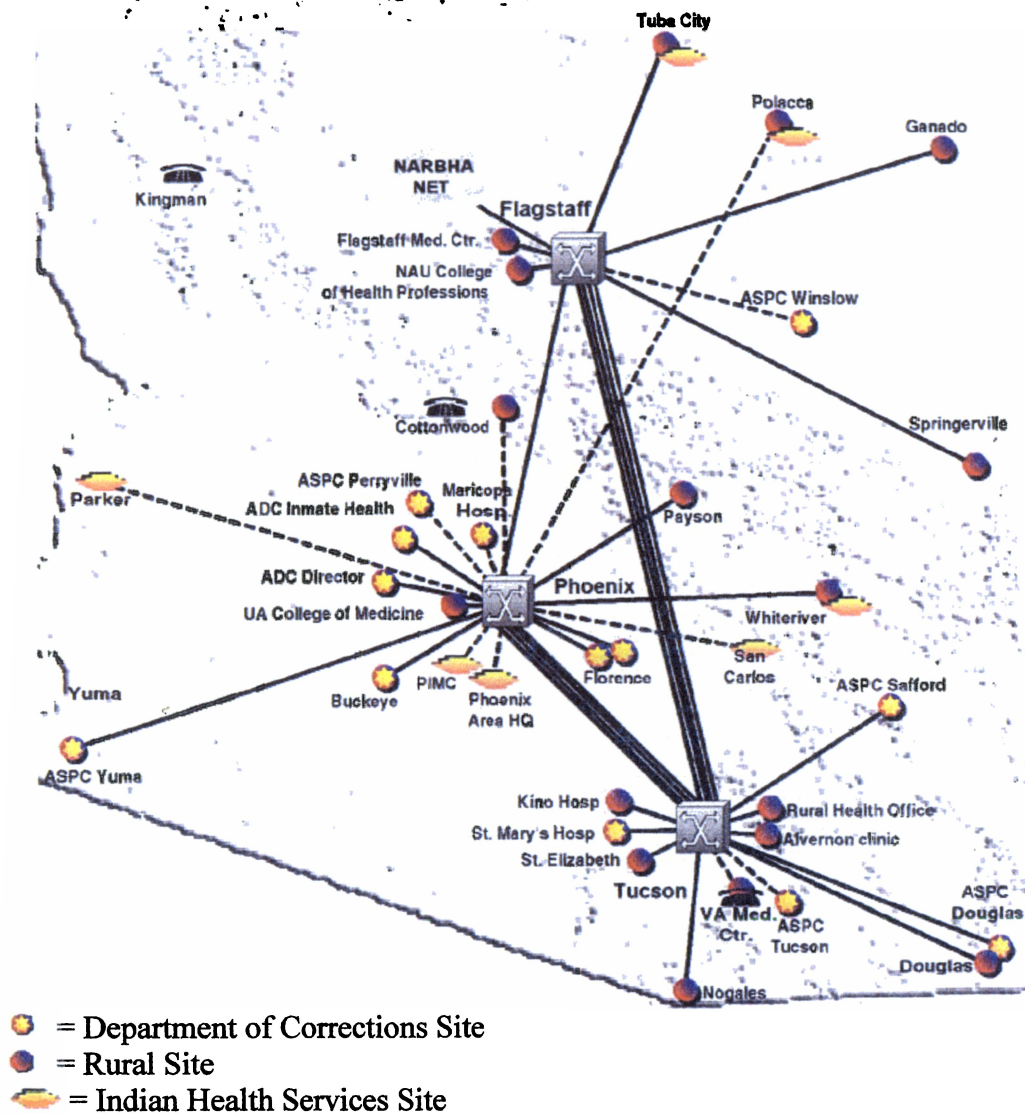 Tuba City
Polacca
Ganado
NARBHA
NET
Kingman
Flagstaff
Flagstaff Med. Ctr.
NAU College
of Health Professions
ASPC Winslow
Cottonwood
Springerville
ASPC Perryville
Maricopa
Hosp.
Parker
ADC Inmate Health
Payson
ADC Director
Phoenix
UA College of Medicine
Whiteriver
San
Carlos
Florence
PIMC
Phoenix
Area HQ
Buckeye
Yuma
ASPC Safford
ASPC Yuma
Kino Hosp
Rural Health Office
St. Mary's Hosp
Alvernon clinic
St. Elizabeth
Tucson
VA Med.
Ctr.
ASPC
Tucson
ASPC
Douglas
Douglas
Nogales
= Department of Corrections Site
= Rural Site
= Indian Health Services Site